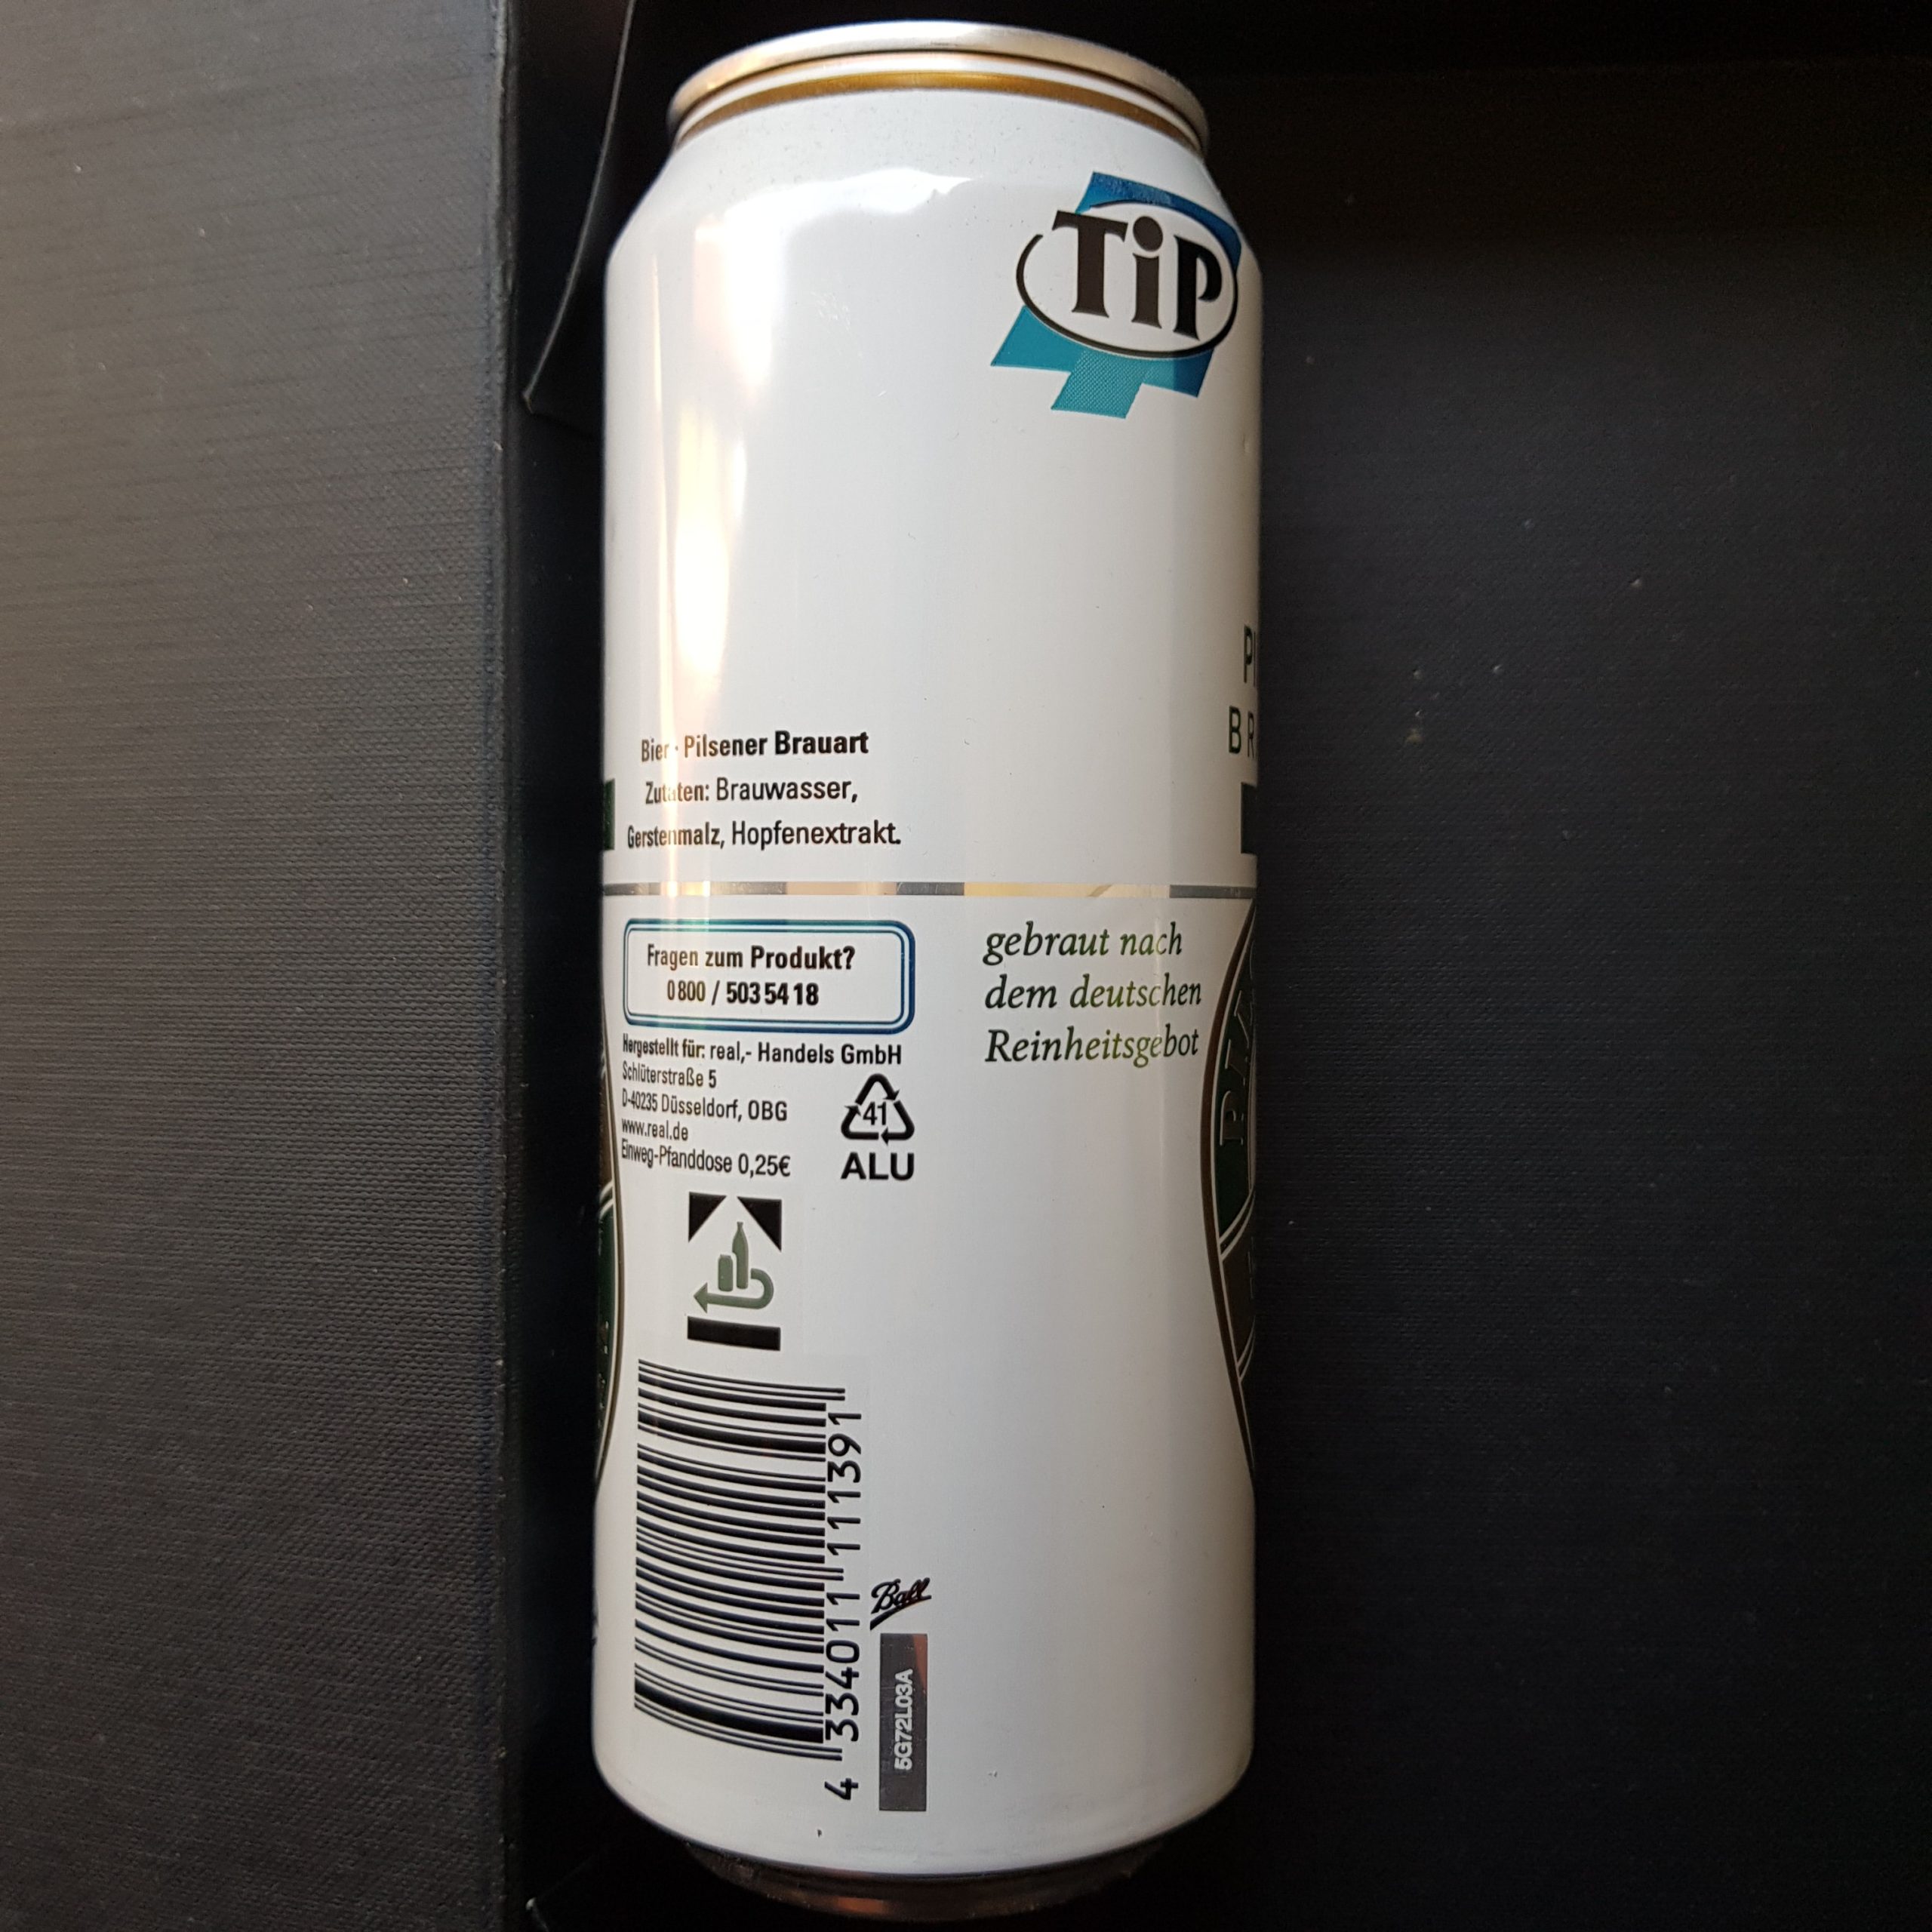 TiP
Bier · Pilsener Brauart
Zutaten: Brauwasser,
Gerstenmalz, Hopfenextrakt.
Fragen zum Produkt?
0800 / 503 54 18
Hergestellt für: real,- Handels GmbH
Schlüterstraße 5
D-40235 Düsseldorf, OBG
www.real.de
Einweg-Pfanddose 0,25€
41
ALU
gebraut nach
dem deutschen
Reinheitsgebot
4 334011 111391
Ball
5G72L03A